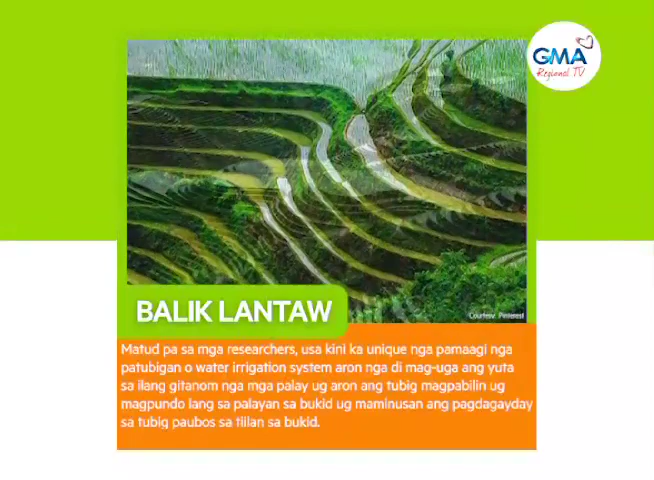 GMA
Regional TV
Courtesy: Pinterest
BALIK LANTAW
Matud pa sa mga researchers, usa kini ka unique nga pamaagi nga
patubigan o water irrigation system aron nga di mag-uga ang yuta
sa ilang gitanom nga mga palay ug aron ang tubig magpabilin ug
magpundo lang sa palayan sa bukid ug maminusan ang pagdagayday
sa tubig paubos sa tiilan sa bukid.